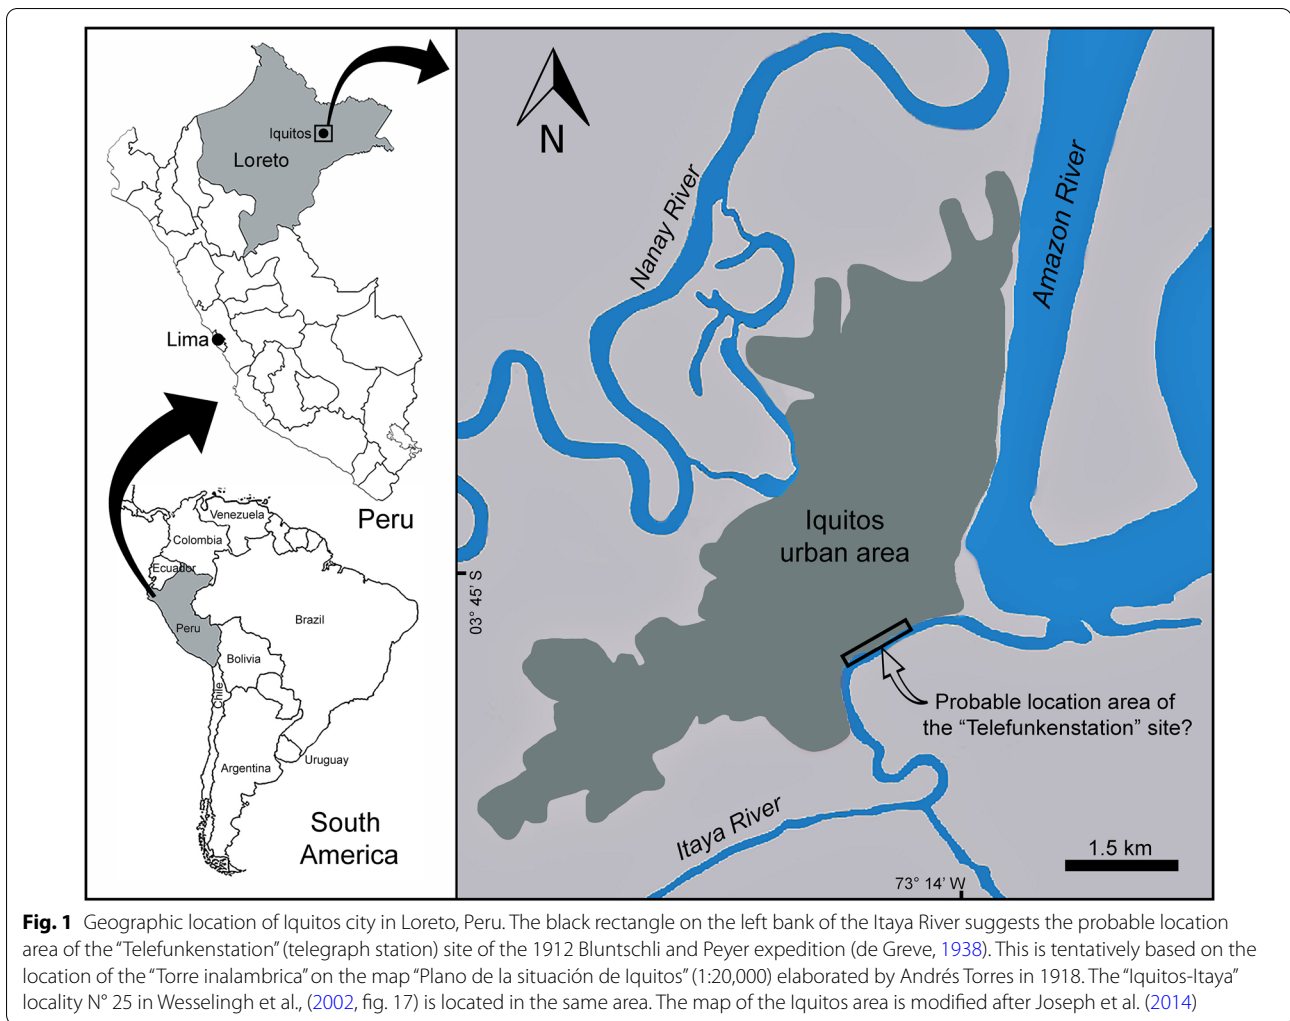 Iquitos
Loreto
Lima
Peru
Venezuela
Colombia
Ecuador
Peru
Brazil
Bolivia
Chile
Argentina
Uruguay
South
America
N
Nanay River
Amazon River
Iquitos
urban area
03° 45' S
Probable location area of
the “Telefunkenstation” site?
Itaya River
1.5 km
73° 14' W
Fig. 1 Geographic location of Iquitos city in Loreto, Peru. The black rectangle on the left bank of the Itaya River suggests the probable location
area of the “Telefunkenstation” (telegraph station) site of the 1912 Bluntschli and Peyer expedition (de Greve, 1938). This is tentatively based on the
location of the “Torre inalambrica” on the map “Plano de la situación de Iquitos” (1:20,000) elaborated by Andrés Torres in 1918. The “Iquitos-Itaya”
locality N° 25 in Wesselingh et al., (2002, fig. 17) is located in the same area. The map of the Iquitos area is modified after Joseph et al. (2014)